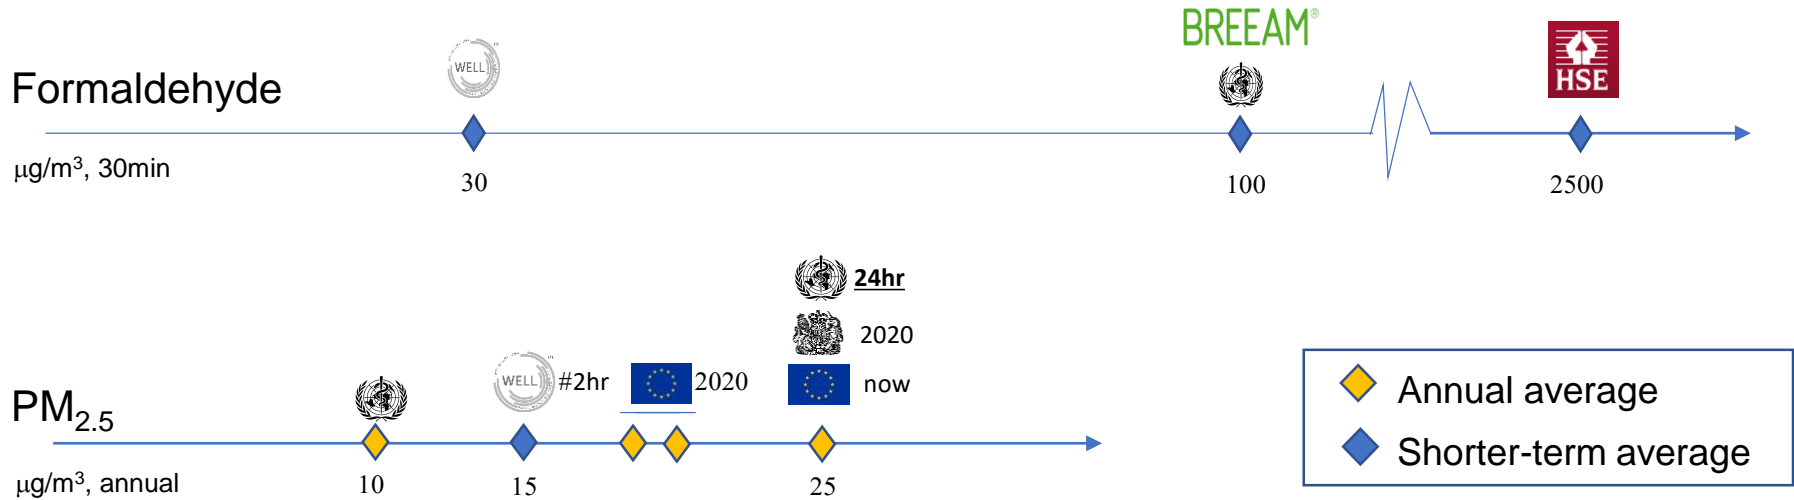 BREEAM®
WELL
HSE
Formaldehyde
μg/m³, 30min
30
100
2500
24hr
2020
WELL #2hr
2020
now
PM2.5
μg/m³, annual
10
15
25
Annual average
Shorter-term average